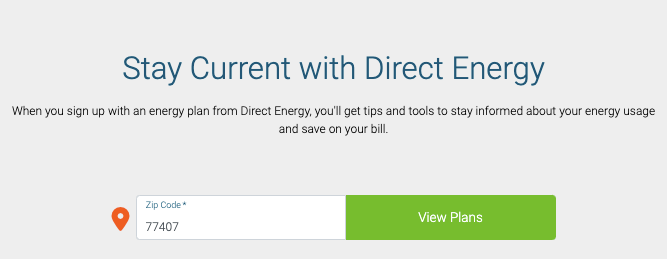 Stay Current with Direct Energy
When you sign up with an energy plan from Direct Energy, you'll get tips and tools to stay informed about your energy usage
and save on your bill.
Zip Code*
77407
View Plans